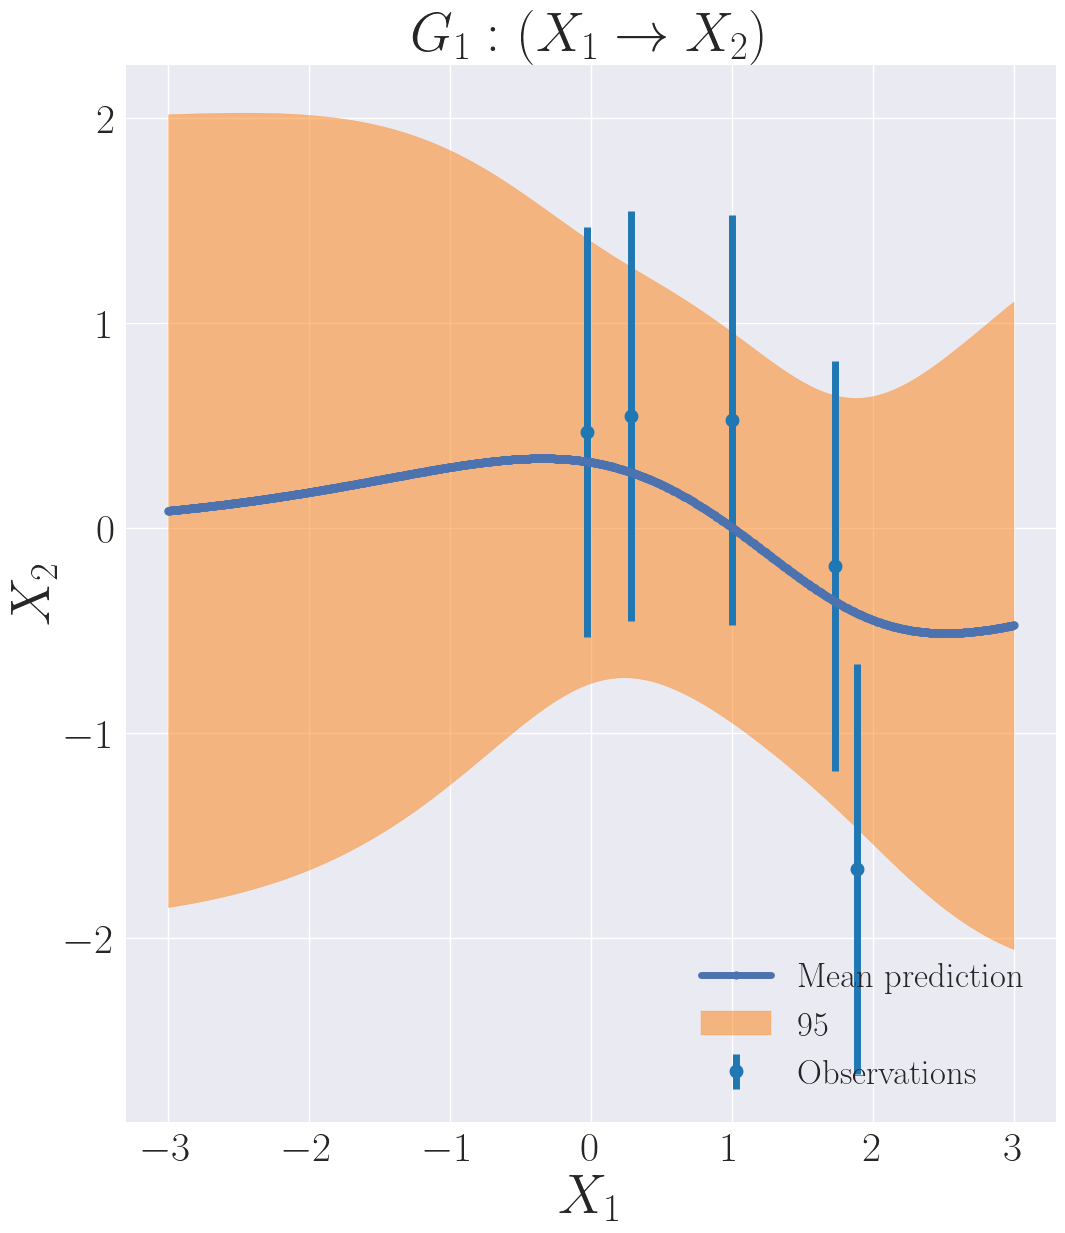 G₁ : (X₁ → X₂)
2
1
0
−1
−2
X₂
−3 −2 −1 0 1 2 3
X₁
Mean prediction
95
Observations